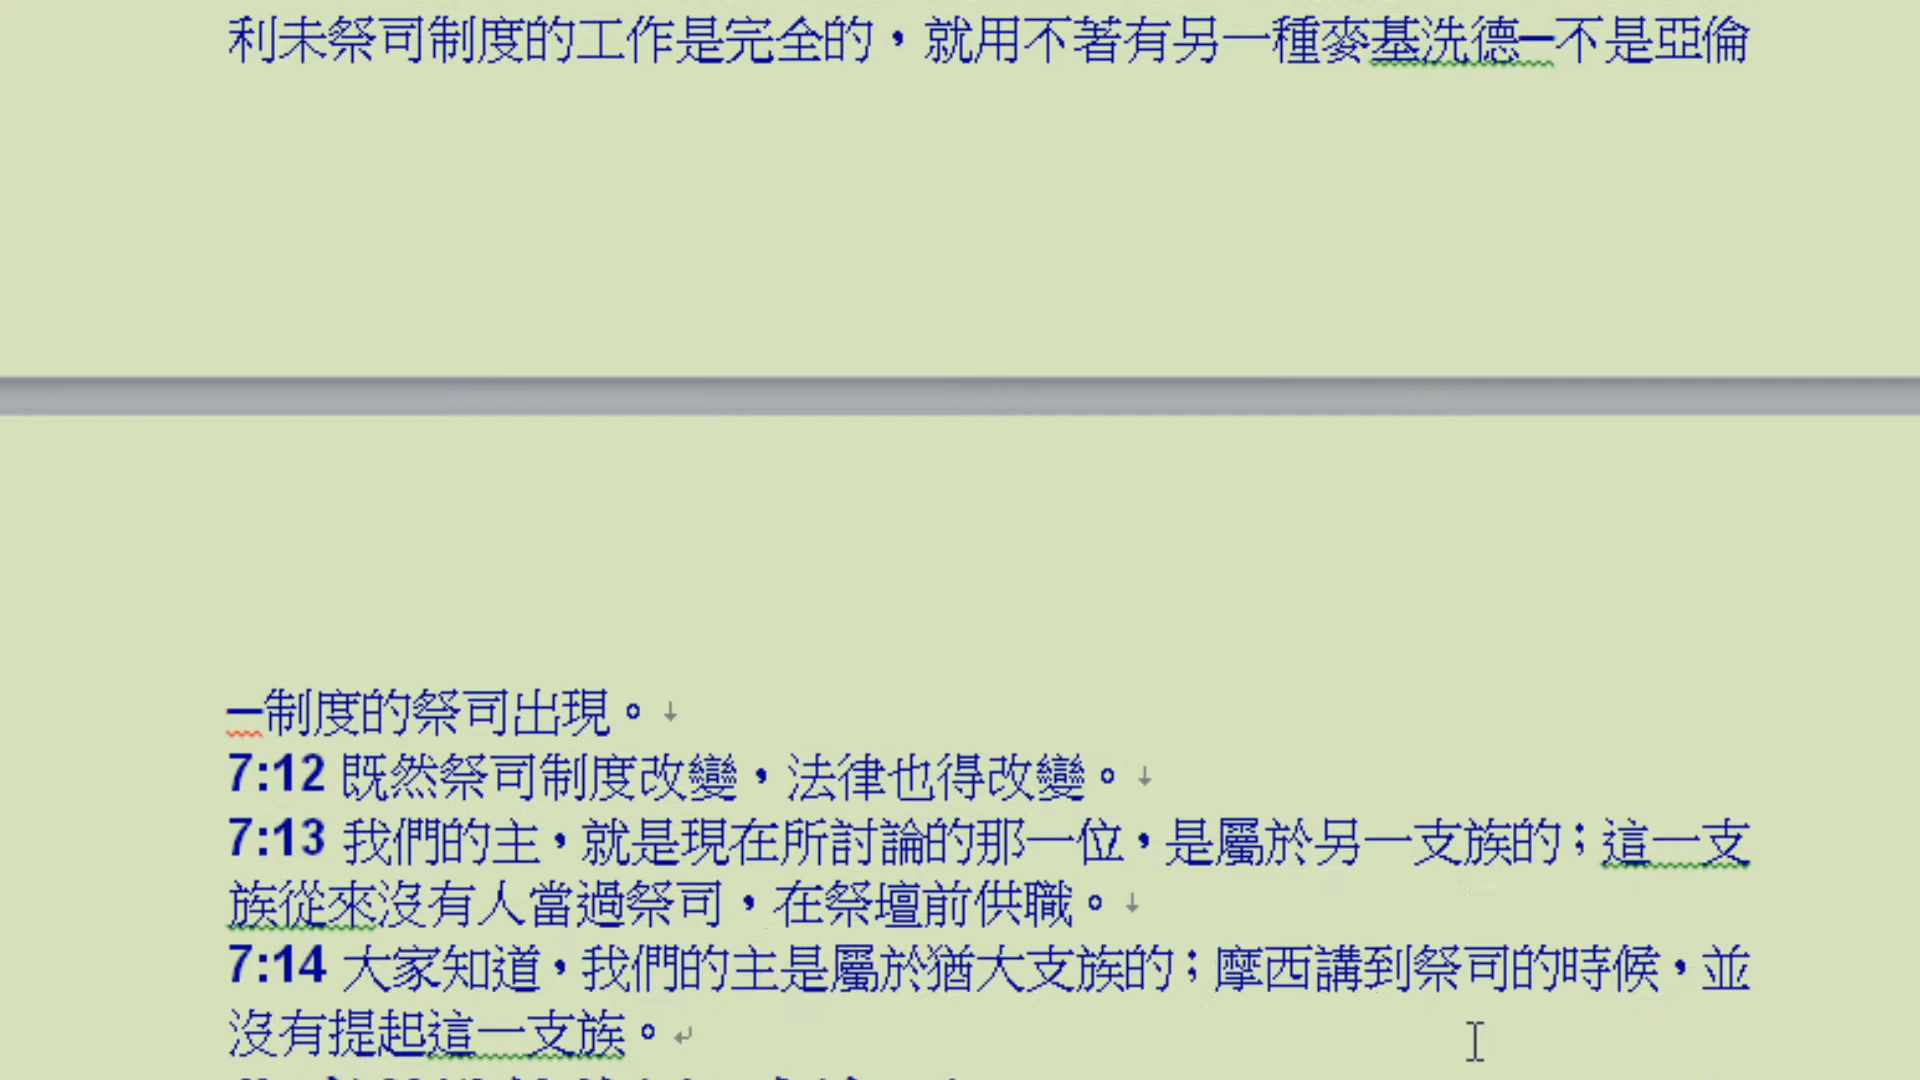 利未祭司制度的工作是完全的，就用不著有另一種麥基洗德─不是亞倫
─制度的祭司出現。↓
7:12 既然祭司制度改變，法律也得改變。↓
7:13 我們的主，就是現在所討論的那一位，是屬於另一支族的；這一支
族從來沒有人當過祭司，在祭壇前供職。↓
7:14 大家知道，我們的主是屬於猶大支族的；摩西講到祭司的時候，並
沒有提起這一支族。↵